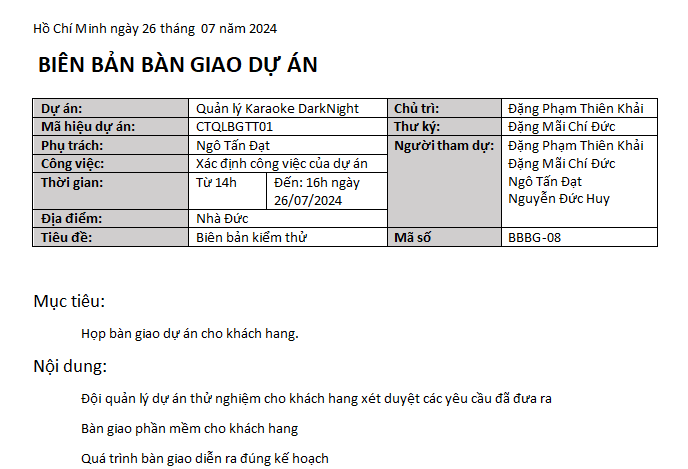 Hồ Chí Minh ngày 26 tháng 07 năm 2024
BIÊN BẢN BÀN GIAO DỰ ÁN
Dự án: Quản lý Karaoke DarkNight Chủ trì: Đặng Phạm Thiên Khải
Mã hiệu dự án: CTQLBGTT01 Thư ký: Đặng Mãi Chí Đức
Phụ trách: Ngô Tấn Đạt Người tham dự: Đặng Phạm Thiên Khải
Công việc: Xác định công việc của dự án Đặng Mãi Chí Đức
Thời gian: Từ 14h Đến: 16h ngày Ngô Tấn Đạt
26/07/2024 Nguyễn Đức Huy
Địa điểm: Nhà Đức
Tiêu đề: Biên bản kiểm thử Mã số BBBG-08
Mục tiêu:
Họp bàn giao dự án cho khách hang.
Nội dung:
Đội quản lý dự án thử nghiệm cho khách hang xét duyệt các yêu cầu đã đưa ra
Bàn giao phần mềm cho khách hang
Quá trình bàn giao diễn ra đúng kế hoạch